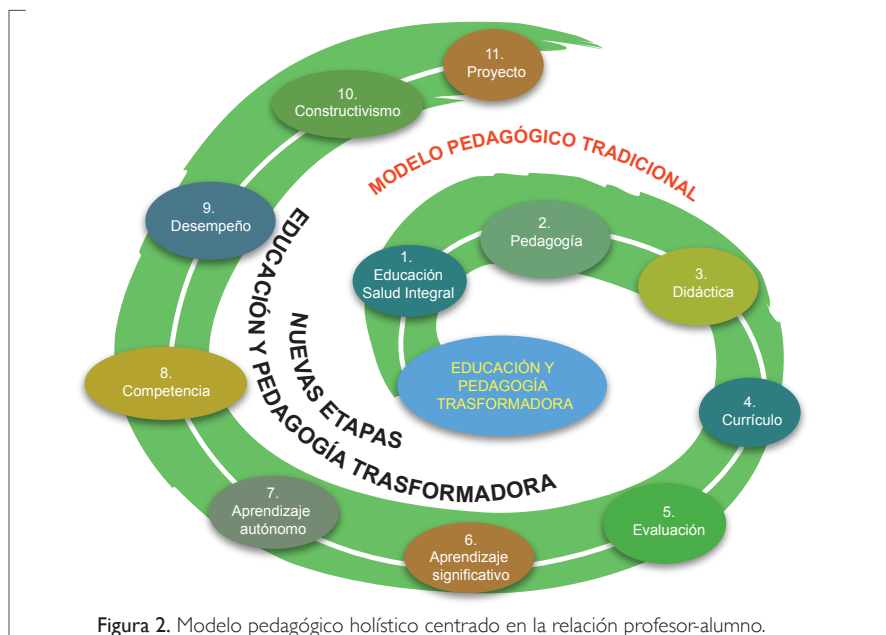 11.
Proyecto
10.
Constructivismo
MODELO PEDAGÓGICO TRADICIONAL
9.
Desempeño
2.
Pedagogía
1.
Educación
Salud Integral
3.
Didáctica
EDUCACIÓN Y PEDAGOGÍA TRASFORMADORA
NUEVAS ETAPAS
EDUCACIÓN Y
PEDAGOGÍA
TRASFORMADORA
8.
Competencia
4.
Currículo
7.
Aprendizaje
autónomo
5.
Evaluación
6.
Aprendizaje
significativo
Figura 2. Modelo pedagógico holístico centrado en la relación profesor-alumno.